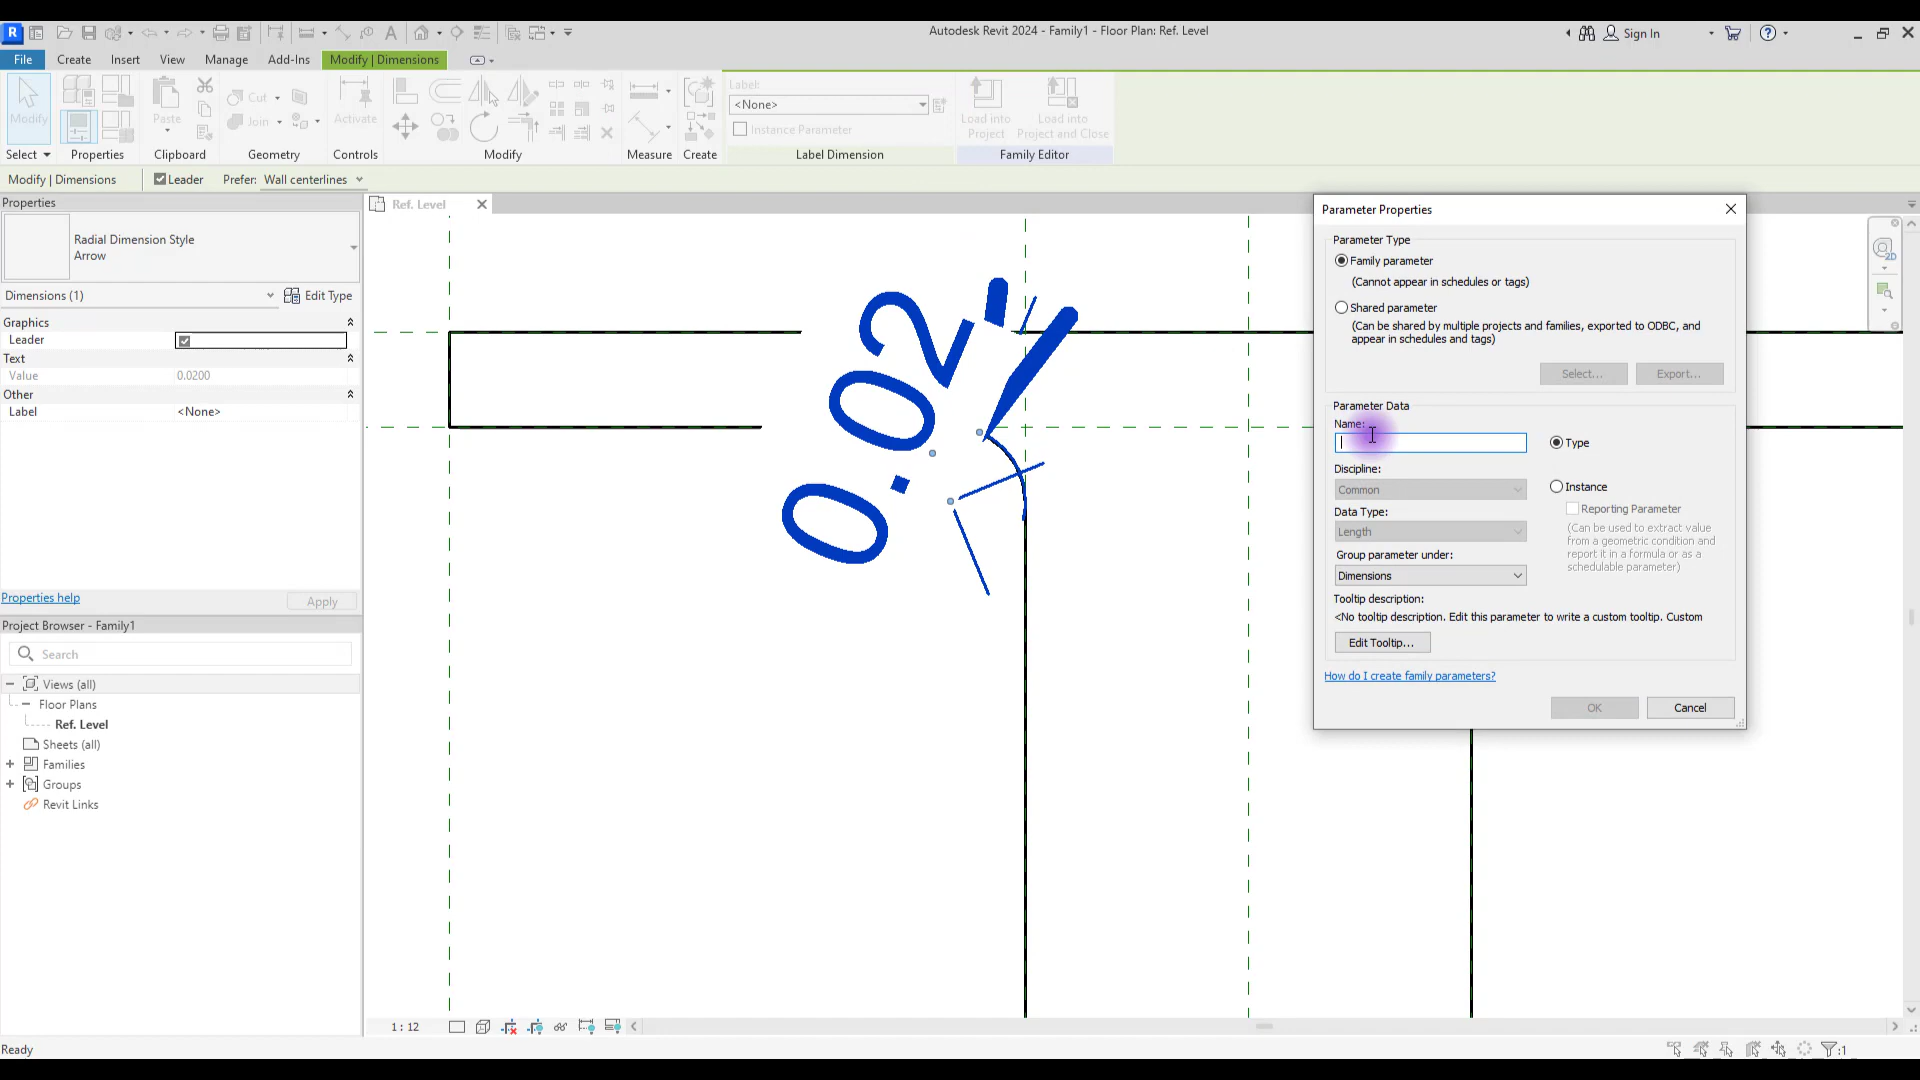 Autodesk Revit 2024 - Family1 - Floor Plan: Ref. Level
Sign In
File
Create
Insert
View
Manage
Add-Ins
Modify | Dimensions
Modify
Paste
Cut
Join
Activate
Label:
<None>
Instance Parameter
Load into Project
Load into Project and Close
Select
Properties
Clipboard
Geometry
Controls
Modify
Measure
Create
Label Dimension
Family Editor
Modify | Dimensions
Leader
Prefer: Wall centerlines
Properties
Radial Dimension Style
Arrow
Dimensions (1)
Edit Type
Graphics
Leader
Text
Value 0.0200
Other
Label <None>
Properties help
Apply
Project Browser - Family1
Search
Views (all)
Floor Plans
Ref. Level
Sheets (all)
Families
Groups
Revit Links
Ready
Ref. Level
0.02
1 : 12
2D
Parameter Properties
Parameter Type
Family parameter
(Cannot appear in schedules or tags)
Shared parameter
(Can be shared by multiple projects and families, exported to ODBC, and
appear in schedules and tags)
Select...
Export...
Parameter Data
Name:
Type
Discipline:
Common
Instance
Reporting Parameter
Data Type:
Length
(Can be used to extract value
from a geometric condition and
report it in a formula or as a
schedulable parameter)
Group parameter under:
Dimensions
Tooltip description:
<No tooltip description. Edit this parameter to write a custom tooltip. Custom
Edit Tooltip...
How do I create family parameters?
OK
Cancel
:1